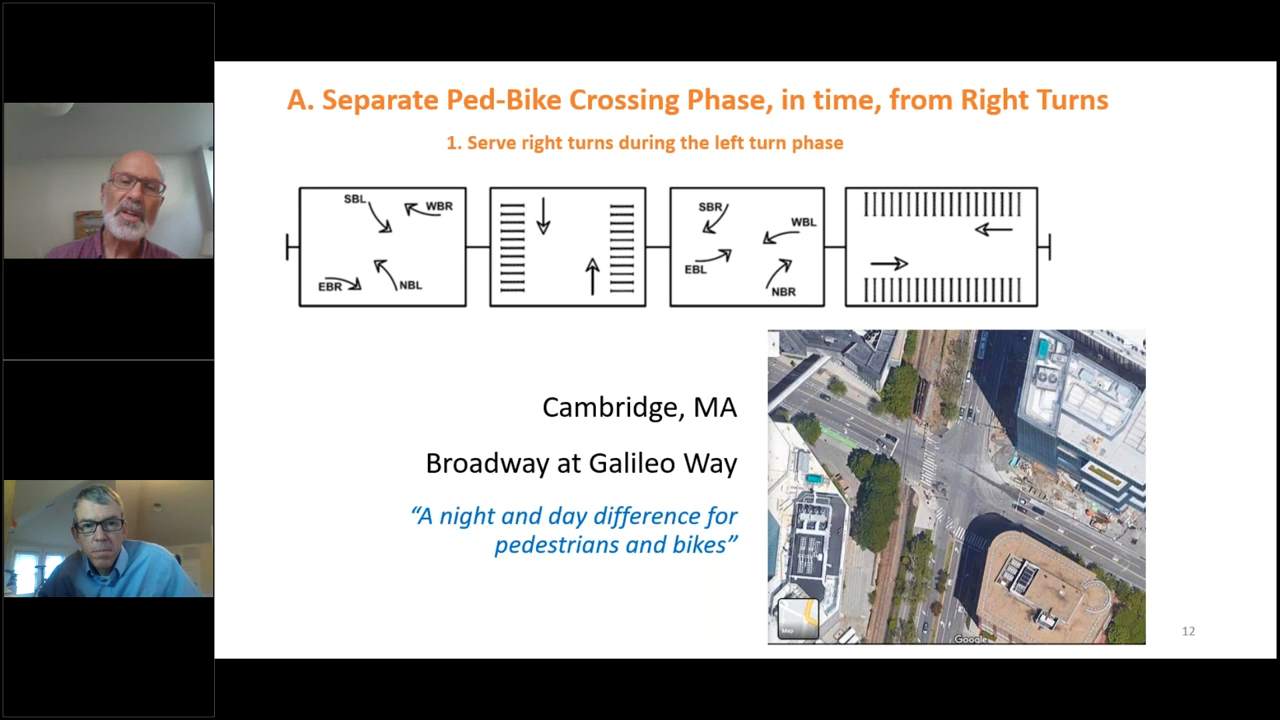 A. Separate Ped-Bike Crossing Phase, in time, from Right Turns
1. Serve right turns during the left turn phase
SBL
WBR
EBR
NBL
SBR
WBL
EBL
NBR
Cambridge, MA
Broadway at Galileo Way
“A night and day difference for
pedestrians and bikes”
Map
Google
12